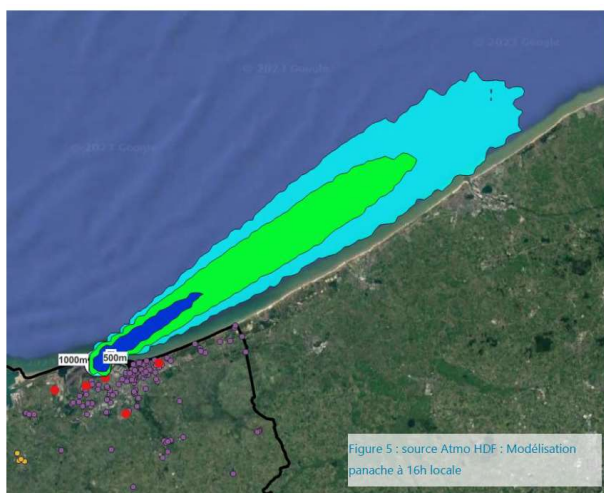 © 2023 Google
© 2023 Google
© 2023 Google
1000m
500m
Figure 5 : source Atmo HDF : Modélisation
panache à 16h locale